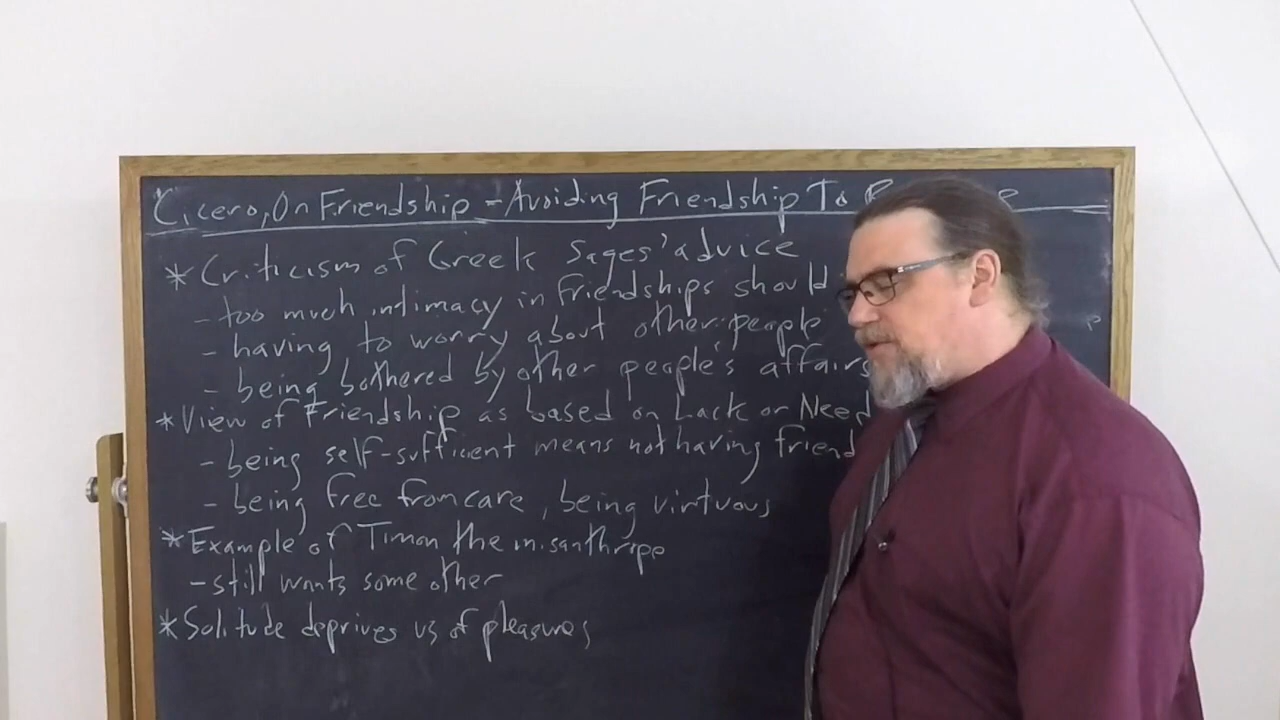 Cicero, On Friendship - Avoiding Friendship To
* Criticism of Greek Sages' advice
- too much intimacy in friendships should
- having to worry about other people
- being bothered by other people's affairs
* View of Friendship as based on Lack or Need
- being self-sufficient means not having friend
- being free from care, being virtuous
* Example of Timon the misanthrope
- still wants some other
* Solitude deprives us of pleasures